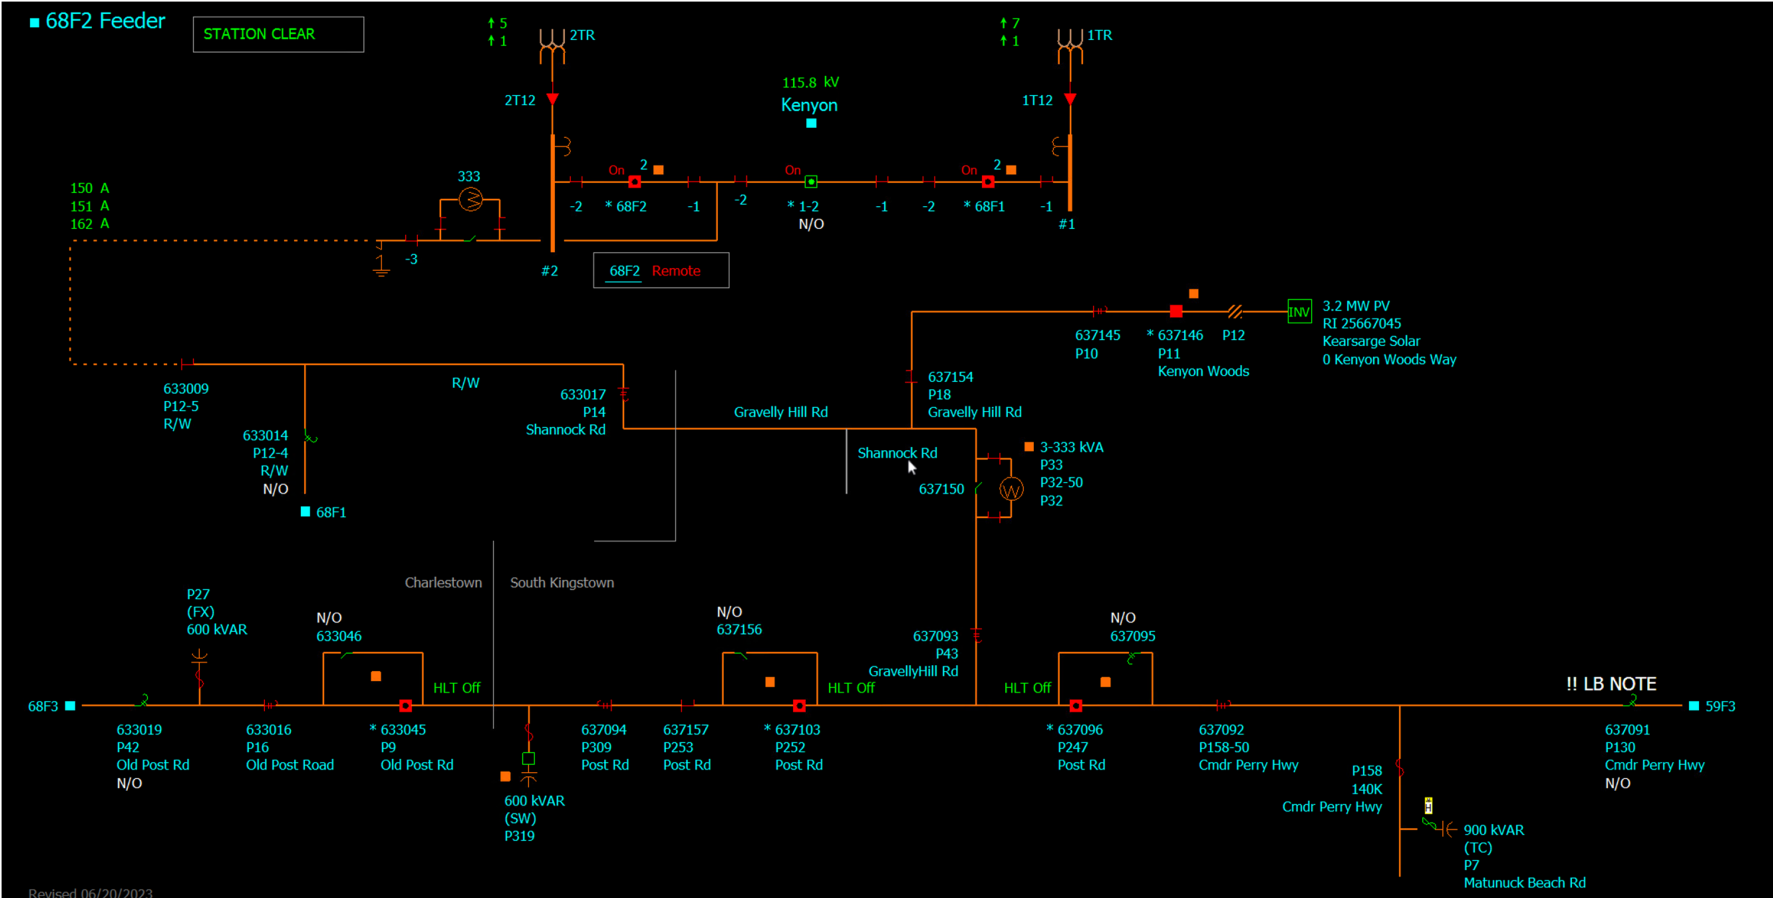 68F2 Feeder
STATION CLEAR
↑ 5
↑ 1
2TR
↑ 7
↑ 1
1TR
115.8 kV
Kenyon
2T12
1T12
150 A
151 A
162 A
333
On
2
On
On
2
-2
* 68F2
-1
-2
* 1-2
N/O
-1
-2
* 68F1
-1
#1
-3
#2
68F2 Remote
637145
P10
* 637146
P11
Kenyon Woods
P12
INV
3.2 MW PV
RI 25667045
Kearsarge Solar
0 Kenyon Woods Way
633009
P12-5
R/W
R/W
633017
P14
Shannock Rd
637154
P18
Gravelly Hill Rd
Gravelly Hill Rd
633014
P12-4
R/W
N/O
68F1
Shannock Rd
637150
3-333 kVA
P33
P32-50
P32
W
W
Charlestown
South Kingstown
P27
(FX)
600 kVAR
N/O
633046
HLT Off
N/O
637156
HLT Off
637093
P43
GravellyHill Rd
HLT Off
N/O
637095
!! LB NOTE
68F3
59F3
633019
P42
Old Post Rd
N/O
633016
P16
Old Post Road
* 633045
P9
Old Post Rd
600 kVAR
(SW)
P319
637094
P309
Post Rd
637157
P253
Post Rd
* 637103
P252
Post Rd
* 637096
P247
Post Rd
637092
P158-50
Cmdr Perry Hwy
P158
140K
Cmdr Perry Hwy
637091
P130
Cmdr Perry Hwy
N/O
H
900 kVAR
(TC)
P7
Matunuck Beach Rd
Revised 06/20/2023